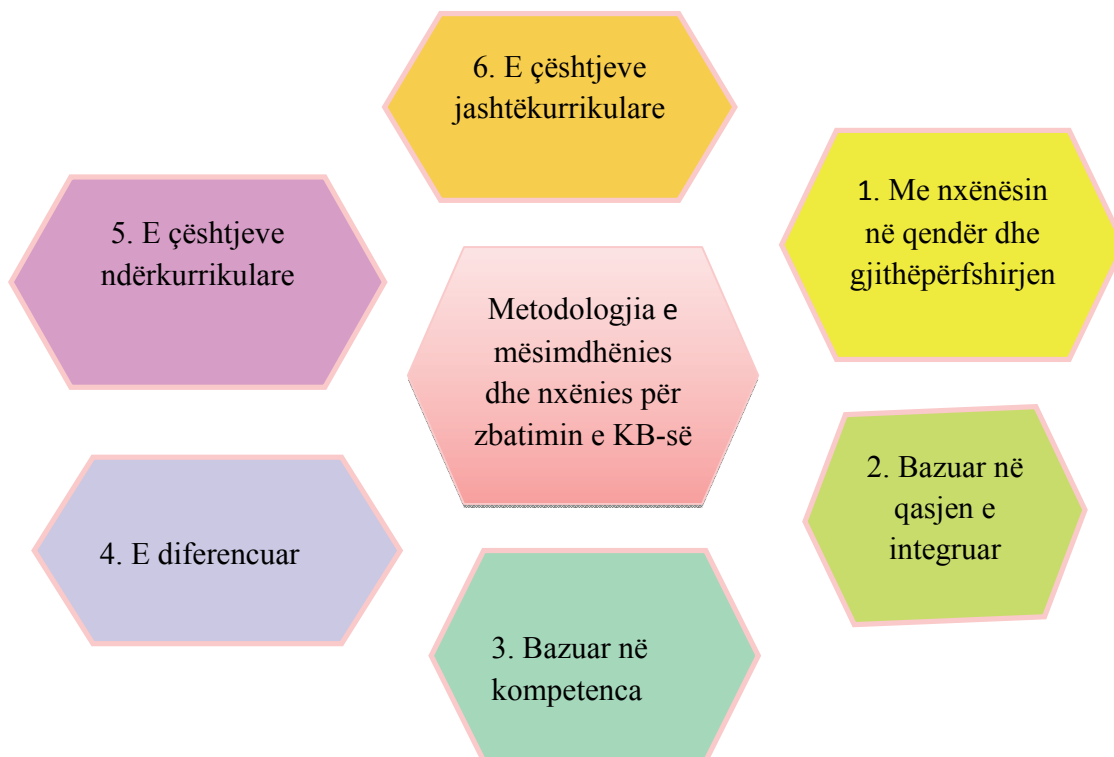 6. E çështjeve
jashtëkurrikulare
1. Me nxënësin
në qendër dhe
gjithëpërfshirjen
5. E çështjeve
ndërkurrikulare
Metodologjia e
mësimdhënies
dhe nxënies për
zbatimin e KB-së
2. Bazuar në
qasjen e
integruar
4. E diferencuar
3. Bazuar në
kompetenca